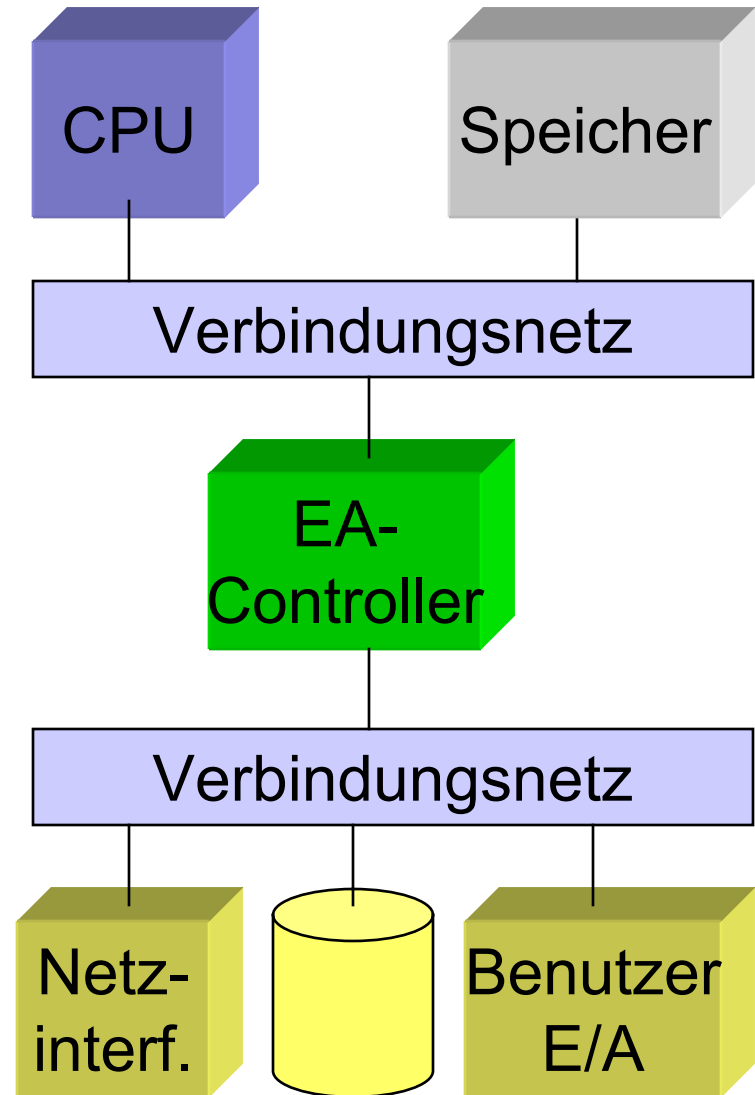 CPU
Speicher
Verbindungsnetz
EA-
Controller
Verbindungsnetz
Netz-
interf.
Benutzer
E/A